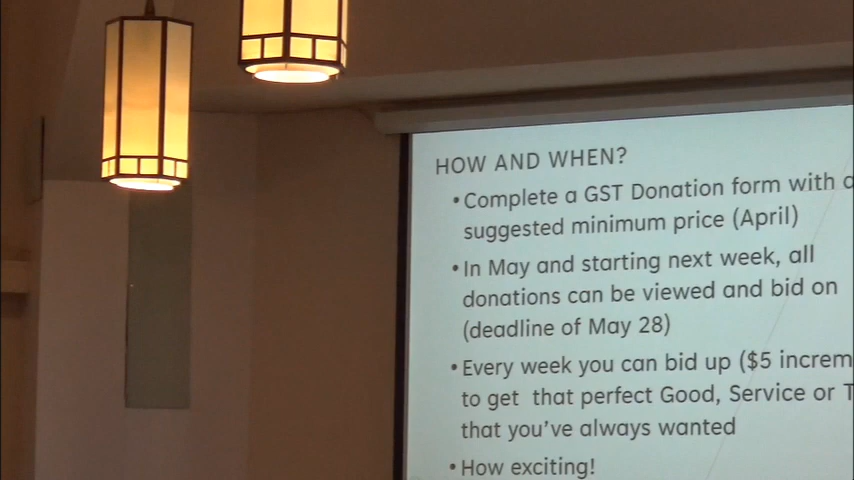 HOW AND WHEN?
•Complete a GST Donation form with a
suggested minimum price (April)
•In May and starting next week, all
donations can be viewed and bid on
(deadline of May 28)
•Every week you can bid up ($5 increm
to get that perfect Good, Service or T
that you've always wanted
•How exciting!